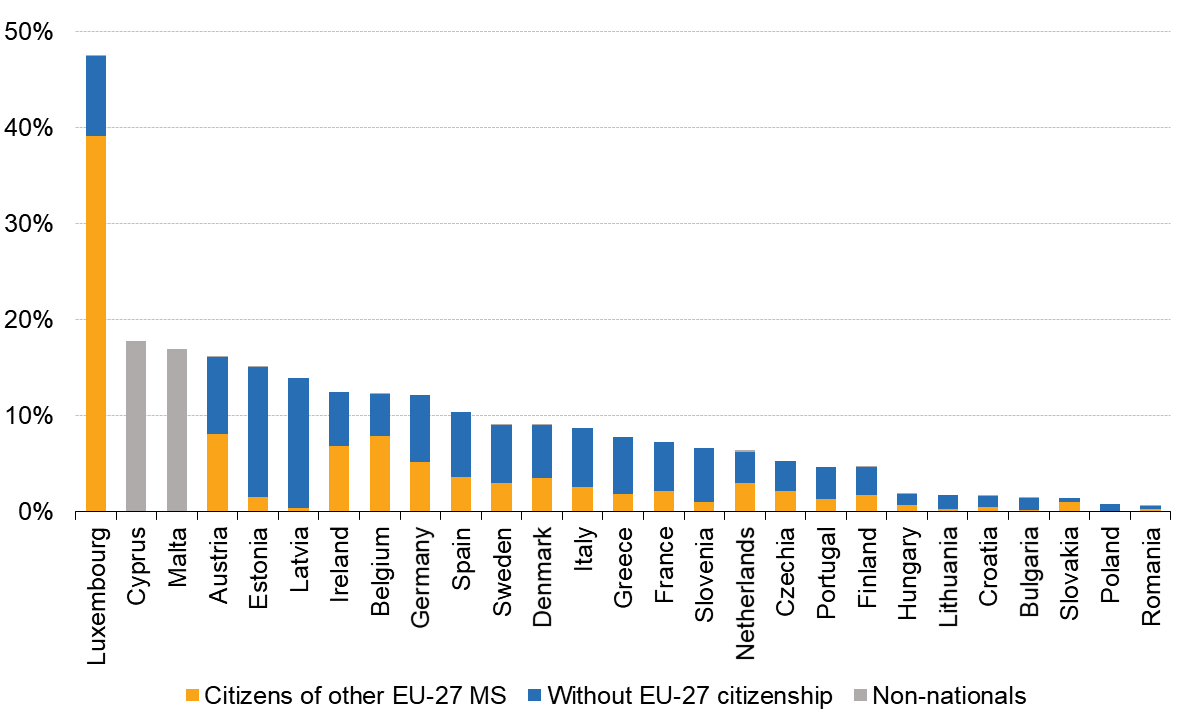 50%
40%
30%
20%
10%
0%
Luxembourg
Cyprus
Malta
Austria
Estonia
Latvia
Ireland
Belgium
Germany
Spain
Sweden
Denmark
Italy
Greece
France
Slovenia
Netherlands
Czechia
Portugal
Finland
Hungary
Lithuania
Croatia
Bulgaria
Slovakia
Poland
Romania
Citizens of other EU-27 MS Without EU-27 citizenship Non-nationals